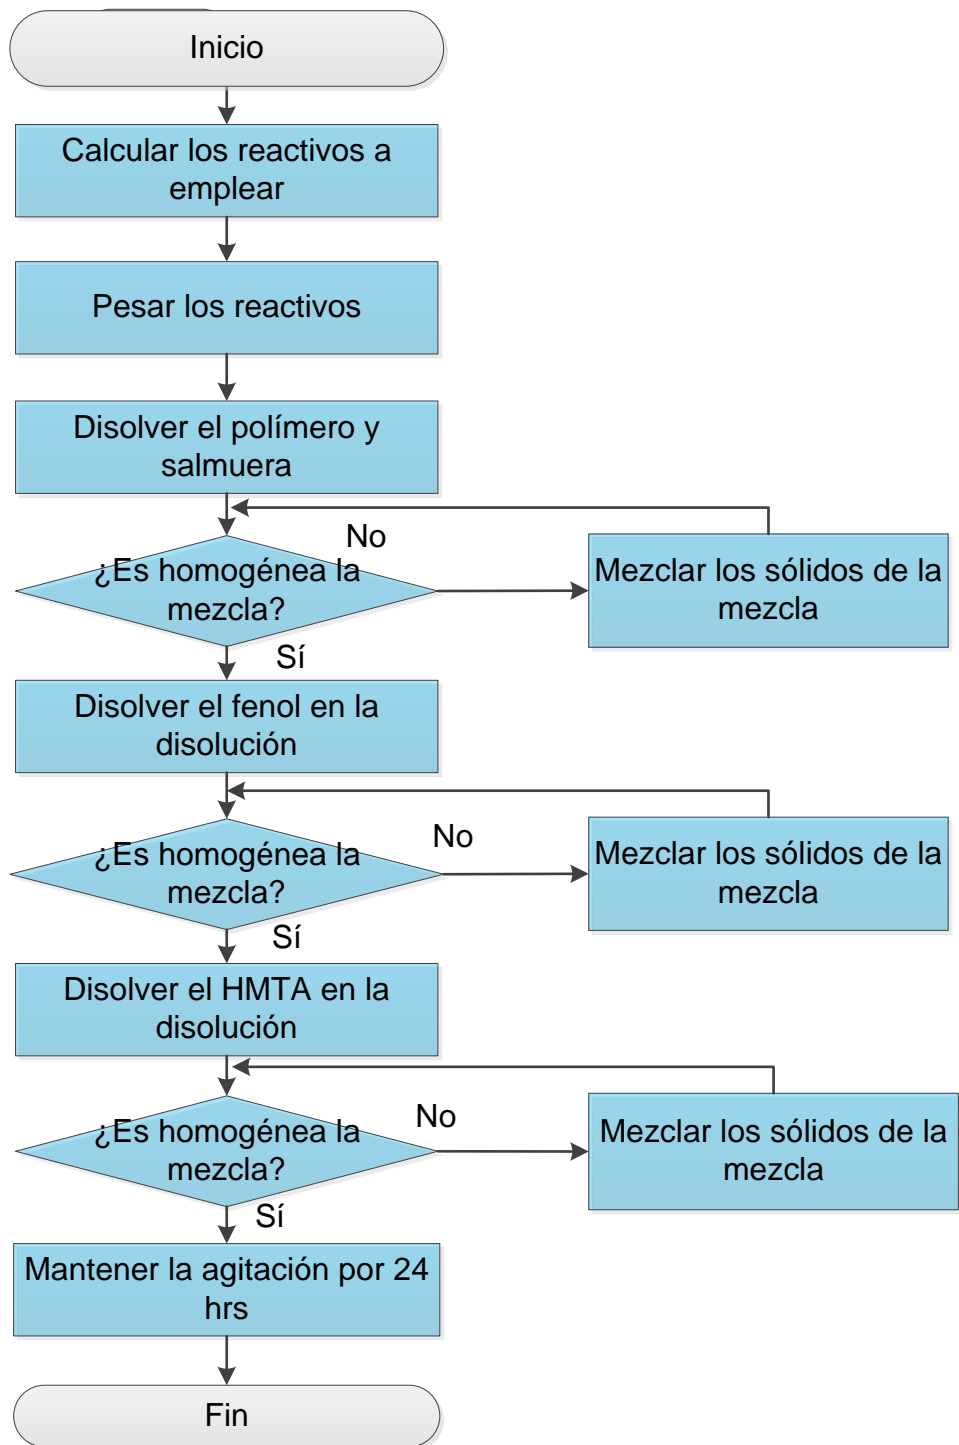 Inicio
Calcular los reactivos a
emplear
Pesar los reactivos
Disolver el polímero y
salmuera
No
¿Es homogénea la
mezcla?
Mezclar los sólidos de la
mezcla
Sí
Disolver el fenol en la
disolución
No
¿Es homogénea la
mezcla?
Mezclar los sólidos de la
mezcla
Sí
Disolver el HMTA en la
disolución
No
¿Es homogénea la
mezcla?
Mezclar los sólidos de la
mezcla
Sí
Mantener la agitación por 24
hrs
Fin